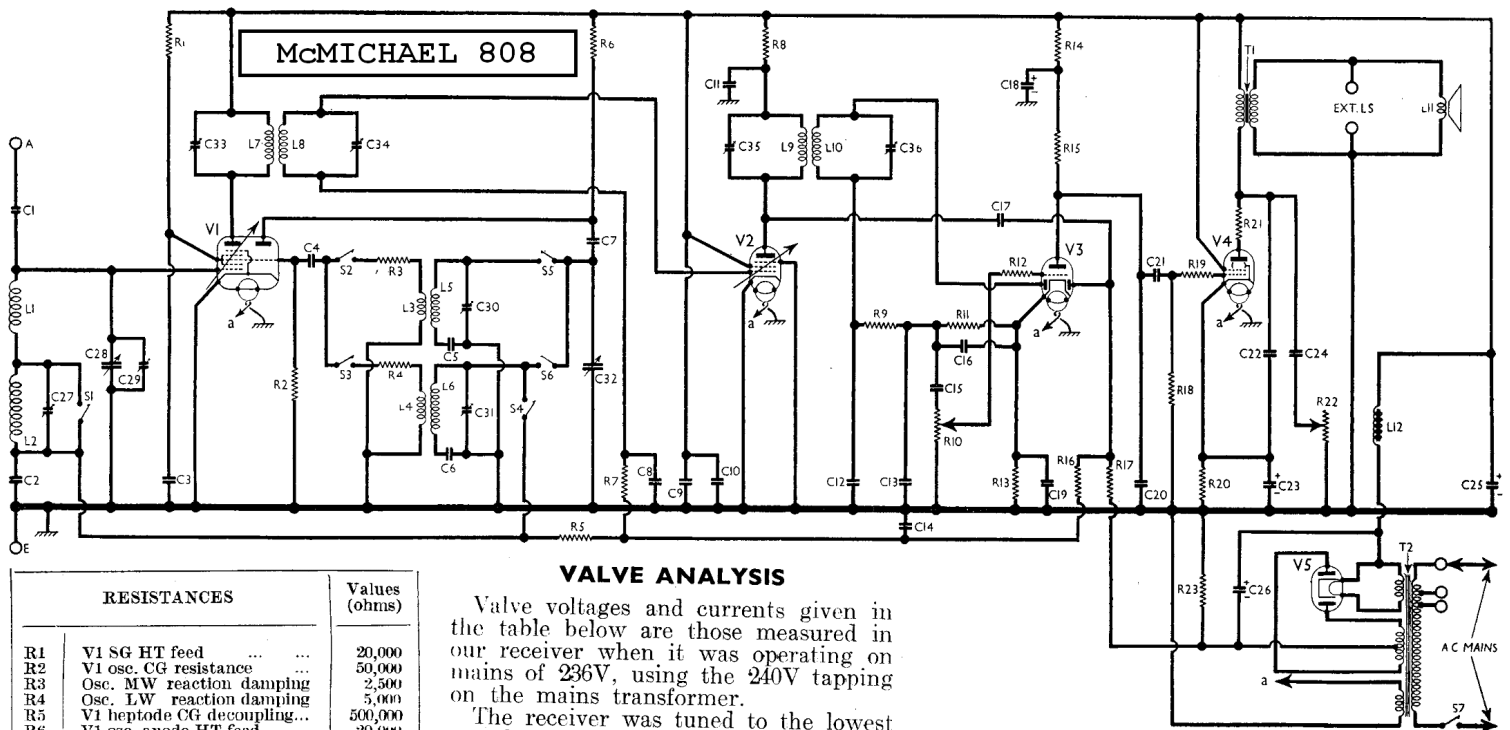 McMICHAEL 808
R1
R6
R8
R14
T1
C11
C18
EXT. LS
L11
A
C33
L7
L8
C34
C35
L9
L10
C36
R15
C1
V1
C7
C17
V2
V3
R21
V4
C4
S2
R3
S5
R12
C21
R19
L1
L3
L5
C30
a
a
a
a
R9
R11
C28
C29
R2
S3
R4
C5
S6
C32
C16
C22
C24
C27
S1
L4
L6
C31
S4
C15
R10
R18
R22
L12
L2
C6
C2
C3
R7
C8
C9
C10
C12
C13
R13
C19
R16
R17
C20
R20
C23
C25
E
R5
C14
V5
T2
R23
C26
A C MAINS
a
S7
RESISTANCES
Values
(ohms)
R1 V1 SG HT feed ... ... 20,000
R2 V1 osc. CG resistance ... 50,000
R3 Osc. MW reaction damping 2,500
R4 Osc. LW reaction damping 5,000
R5 V1 heptode CG decoupling... 500,000
VALVE ANALYSIS
Valve voltages and currents given in
the table below are those measured in
our receiver when it was operating on
mains of 236V, using the 240V tapping
on the mains transformer.
The receiver was tuned to the lowest